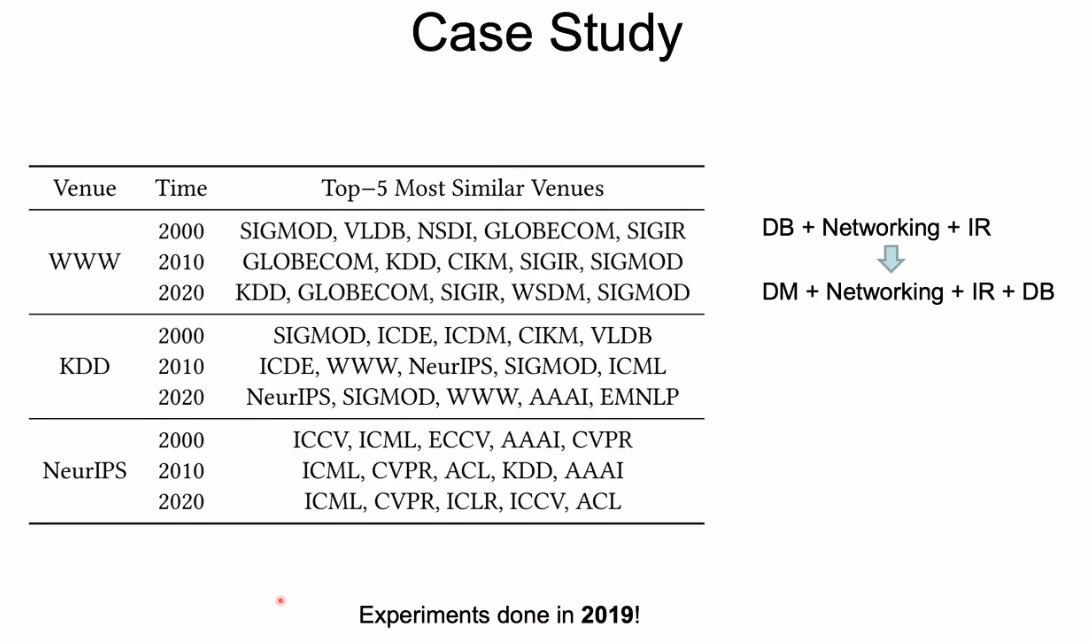 Case Study
Venue Time Top–5 Most Similar Venues
2000 SIGMOD, VLDB, NSDI, GLOBECOM, SIGIR
WWW 2010 GLOBECOM, KDD, CIKM, SIGIR, SIGMOD
2020 KDD, GLOBECOM, SIGIR, WSDM, SIGMOD
DB + Networking + IR
DM + Networking + IR + DB
2000 SIGMOD, ICDE, ICDM, CIKM, VLDB
KDD 2010 ICDE, WWW, NeurIPS, SIGMOD, ICML
2020 NeurIPS, SIGMOD, WWW, AAAI, EMNLP
2000 ICCV, ICML, ECCV, AAAI, CVPR
NeurIPS 2010 ICML, CVPR, ACL, KDD, AAAI
2020 ICML, CVPR, ICLR, ICCV, ACL
Experiments done in 2019!